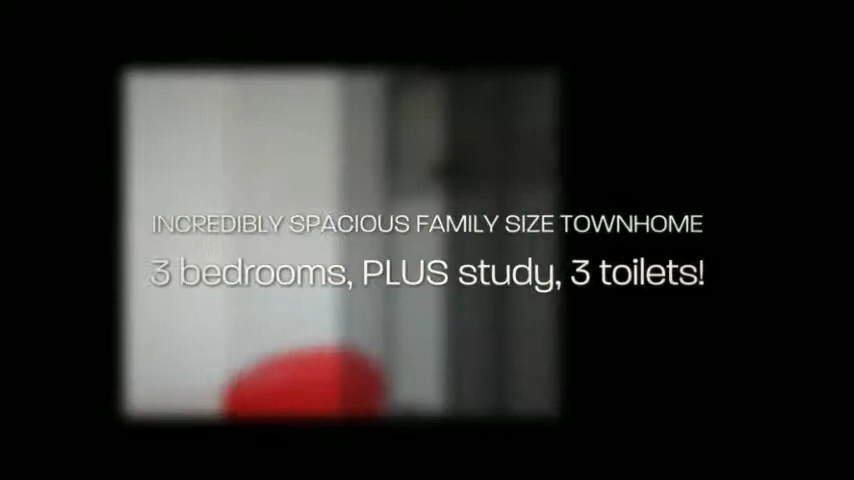 INCREDIBLY SPACIOUS FAMILY SIZE TOWNHOME
3 bedrooms, PLUS study, 3 toilets!